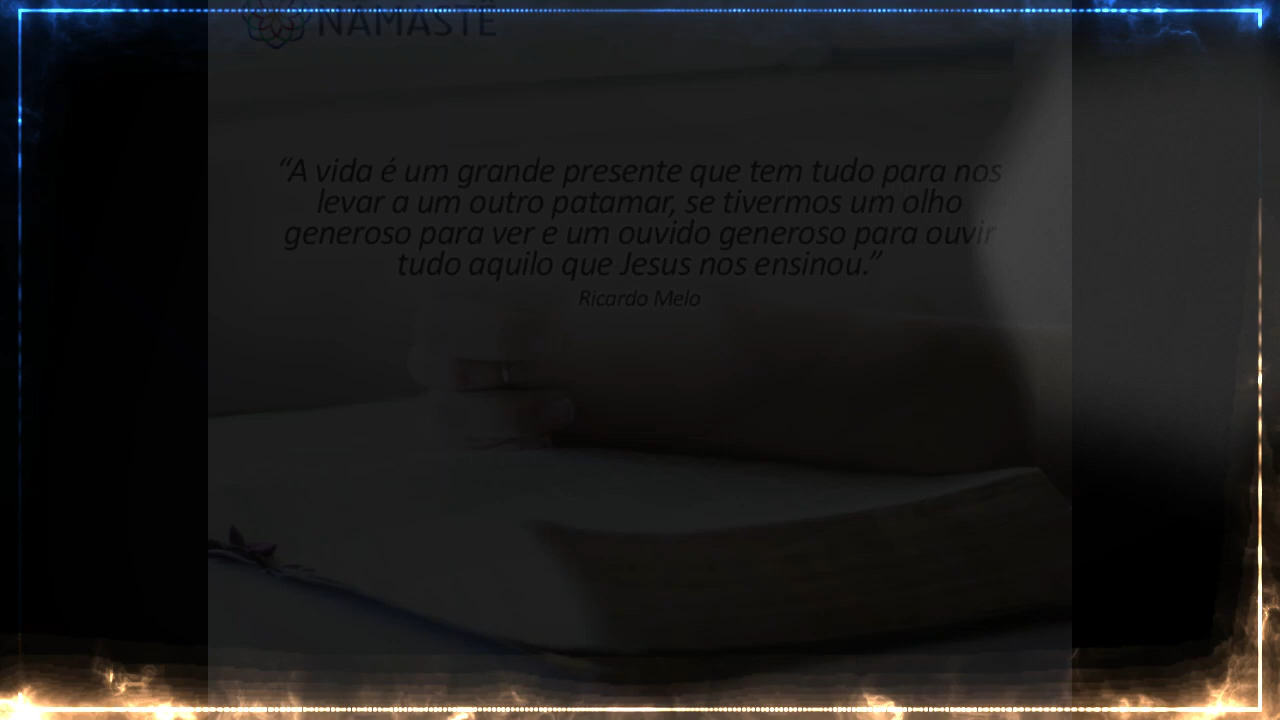 NAMASTÊ
“A vida é um grande presente que tem tudo para nos
levar a um outro patamar, se tivermos um olho
generoso para ver e um ouvido generoso para ouvir
tudo aquilo que Jesus nos ensinou.”
Ricardo Melo